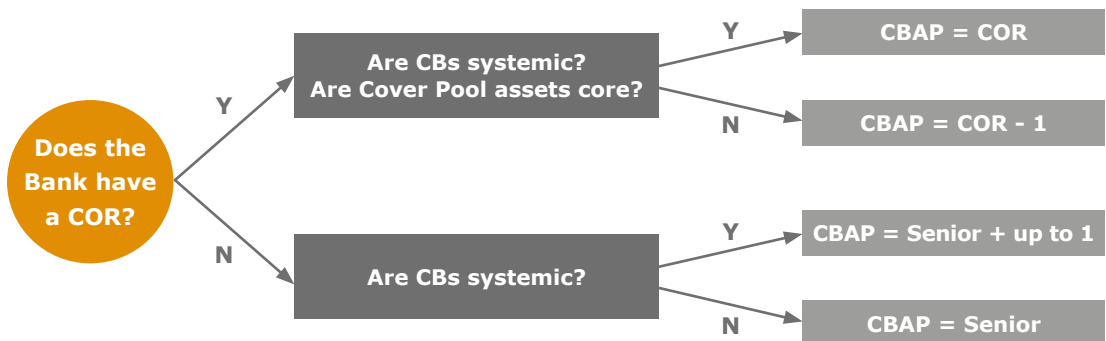 Does the
Bank have
a COR?
Y
N
Are CBs systemic?
Are Cover Pool assets core?
Y
N
CBAP = COR
CBAP = COR - 1
Are CBs systemic?
Y
N
CBAP = Senior + up to 1
CBAP = Senior